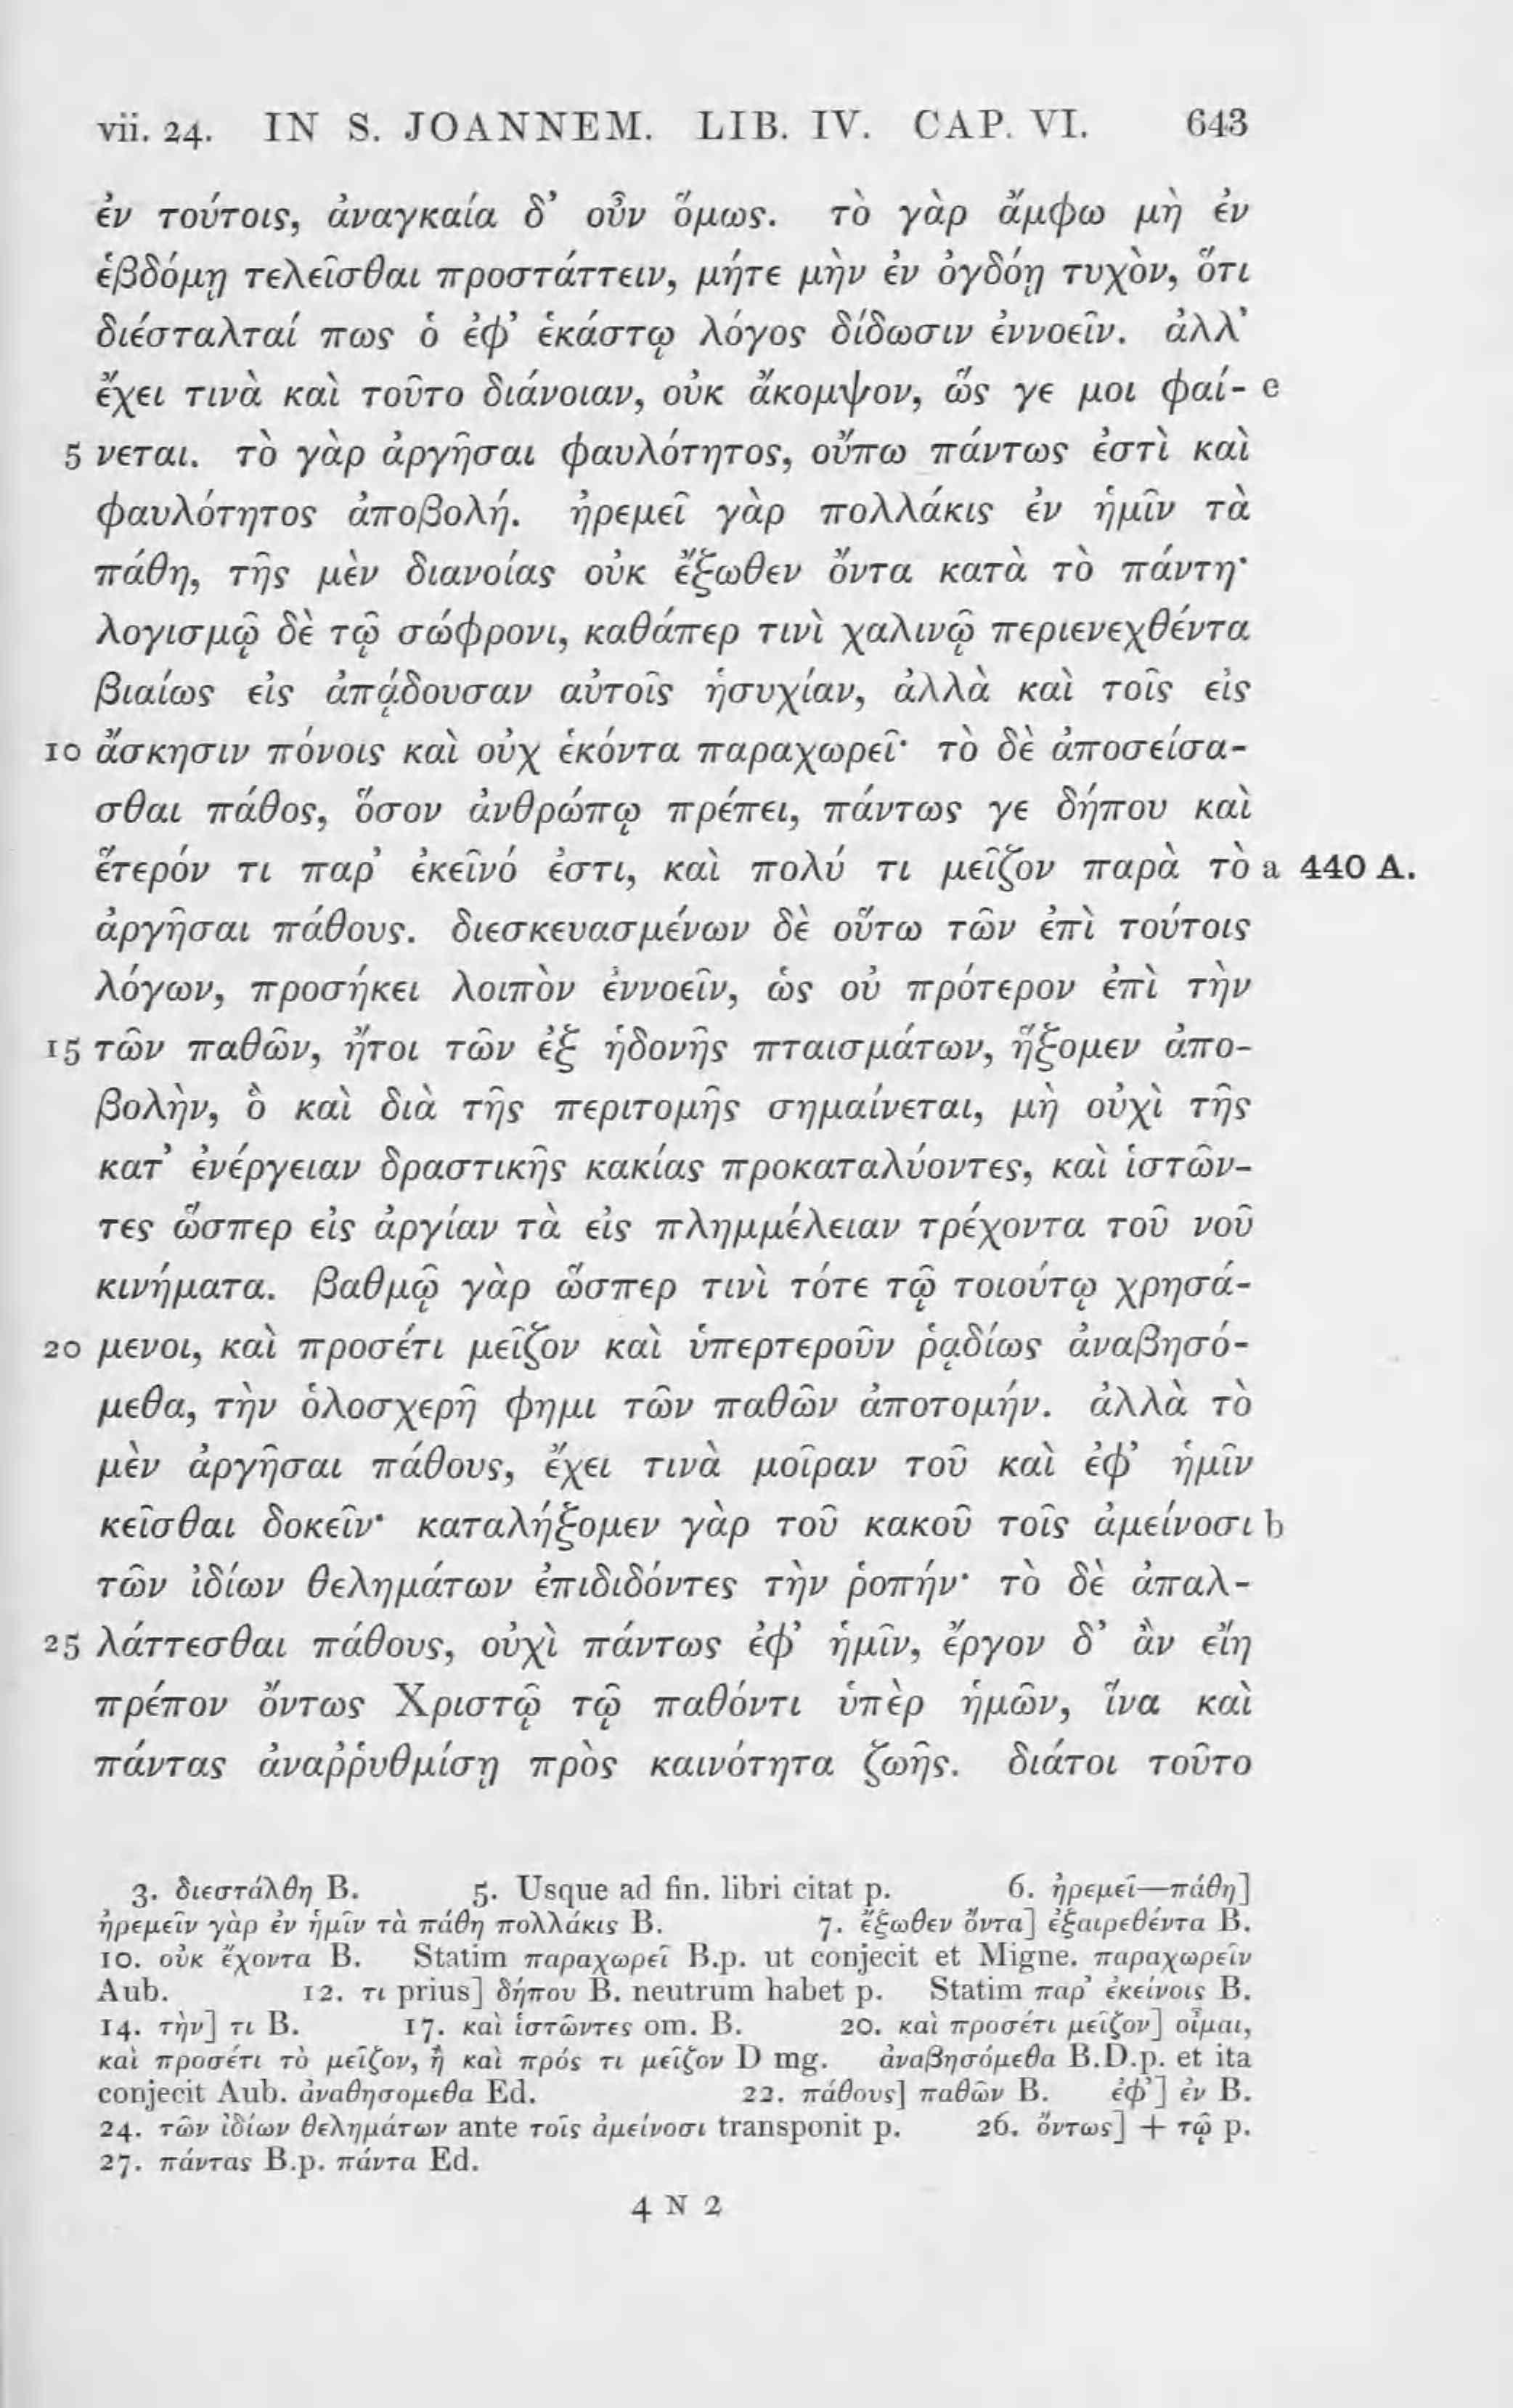 vii. 24. IN S. JOANNEM. LIB. IV. CAP. VI. 643
ἐν τούτοις, ἀναγκαία δ’ οὖν ὅμως. τὸ γὰρ ἄμφω μὴ ἐν
ἑβδόμῃ τελεῖσθαι προστάττειν, μήτε μὴν ἐν ὀγδόῃ τυχὸν, ὅτι
διέσταλταί πως ὁ ἐφ’ ἑκάστῳ λόγος δίδωσιν ἐννοεῖν. ἀλλ’
ἔχει τινὰ καὶ τοῦτο διάνοιαν, οὐκ ἄκομψον, ὥς γε μοι φαί- e
5 νεται. τὸ γὰρ ἀργῆσαι φαυλότητος, οὔπω πάντως ἐστὶ καὶ
φαυλότητος ἀποβολή. ἠρεμεῖ γὰρ πολλάκις ἐν ἡμῖν τὰ
πάθη, τῆς μὲν διανοίας οὐκ ἔξωθεν ὄντα κατὰ τὸ πάντη·
λογισμῷ δὲ τῷ σώφρονι, καθάπερ τινὶ χαλινῷ περιενεχθέντα
βιαίως εἰς ἀπᾴδουσαν αὐτοῖς ἡσυχίαν, ἀλλὰ καὶ τοῖς εἰς
10 ἄσκησιν πόνοις καὶ οὐχ ἑκόντα παραχωρεῖ· τὸ δὲ ἀποσείσα-
σθαι πάθος, ὅσον ἀνθρώπῳ πρέπει, πάντως γε δήπου καὶ
ἕτερόν τι παρ’ ἐκεῖνό ἐστι, καὶ πολύ τι μεῖζον παρὰ τὸ a 440 A.
ἀργῆσαι πάθους. διεσκευασμένων δὲ οὕτω τῶν ἐπὶ τούτοις
λόγων, προσήκει λοιπὸν ἐννοεῖν, ὡς οὐ πρότερον ἐπὶ τὴν
15 τῶν παθῶν, ἤτοι τῶν ἐξ ἡδονῆς πταισμάτων, ἥξομεν ἀπο-
βολὴν, ὃ καὶ διὰ τῆς περιτομῆς σημαίνεται, μὴ οὐχὶ τῆς
κατ’ ἐνέργειαν δραστικῆς κακίας προκαταλύοντες, καὶ ἱστῶν-
τες ὥσπερ εἰς ἀργίαν τὰ εἰς πλημμέλειαν τρέχοντα τοῦ νοῦ
κινήματα. βαθμῷ γὰρ ὥσπερ τινὶ τότε τῷ τοιούτῳ χρησά-
20 μενοι, καὶ προσέτι μεῖζον καὶ ὑπερτεροῦν ῥᾳδίως ἀναβησό-
μεθα, τὴν ὁλοσχερῆ φημι τῶν παθῶν ἀποτομήν. ἀλλὰ τὸ
μὲν ἀργῆσαι πάθους, ἔχει τινὰ μοῖραν τοῦ καὶ ἐφ’ ἡμῖν
κεῖσθαι δοκεῖν· καταλήξομεν γὰρ τοῦ κακοῦ τοῖς ἀμείνοσι b
τῶν ἰδίων θελημάτων ἐπιδιδόντες τὴν ῥοπήν· τὸ δὲ ἀπαλ-
25 λάττεσθαι πάθους, οὐχὶ πάντως ἐφ’ ἡμῖν, ἔργον δ’ ἂν εἴη
πρέπον ὄντως Χριστῷ τῷ παθόντι ὑπὲρ ἡμῶν, ἵνα καὶ
πάντας ἀναῤῥυθμίσῃ πρὸς καινότητα ζωῆς. διάτοι τοῦτο
3. διεστάλθη B. 5. Usque ad fin. libri citat p. 6. ἠρεμεῖ—πάθη]
ἠρεμεῖν γὰρ ἐν ἡμῖν τὰ πάθη πολλάκις B. 7. ἔξωθεν ὄντα] ἐξαιρεθέντα B.
10. οὐκ ἔχοντα B. Statim παραχωρεῖ B.p. ut conjecit et Migne. παραχωρεῖν
Aub. 12. τι prius] δήπου B. neutrum habet p. Statim παρ’ ἐκείνοις B.
14. τὴν] τι B. 17. καὶ ἱστῶντες om. B. 20. καὶ προσέτι μεῖζον] οἶμαι,
καὶ προσέτι τὸ μεῖζον, ἢ καὶ πρός τι μεῖζον D mg. ἀναβησόμεθα B.D.p. et ita
conjecit Aub. ἀναθησομεθα Ed. 22. πάθους] παθῶν B. ἐφ’] ἐν B.
24. τῶν ἰδίων θελημάτων ante τοῖς ἀμείνοσι transponit p. 26. ὄντως] + τῷ p.
27. πάντας B.p. πάντα Ed.
4 N 2